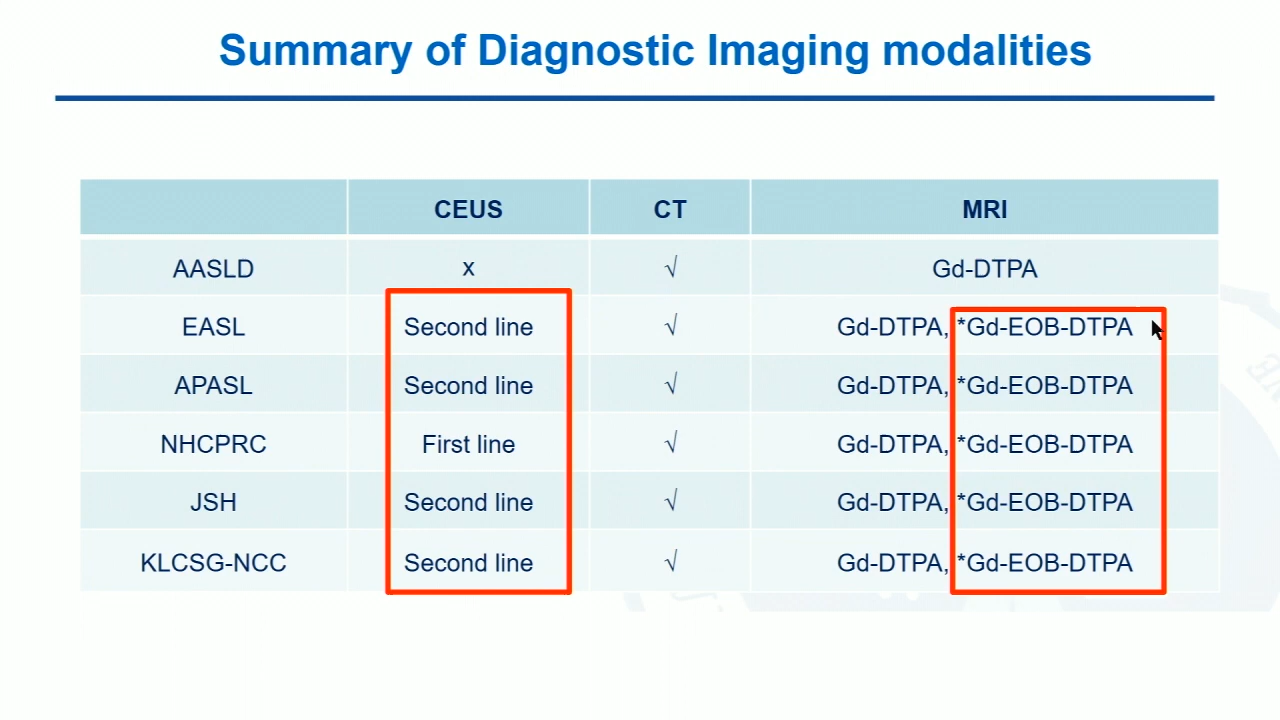 Summary of Diagnostic Imaging modalities
CEUS CT MRI
AASLD x √ Gd-DTPA
EASL Second line √ Gd-DTPA, *Gd-EOB-DTPA
APASL Second line √ Gd-DTPA, *Gd-EOB-DTPA
NHCPRC First line √ Gd-DTPA, *Gd-EOB-DTPA
JSH Second line √ Gd-DTPA, *Gd-EOB-DTPA
KLCSG-NCC Second line √ Gd-DTPA, *Gd-EOB-DTPA